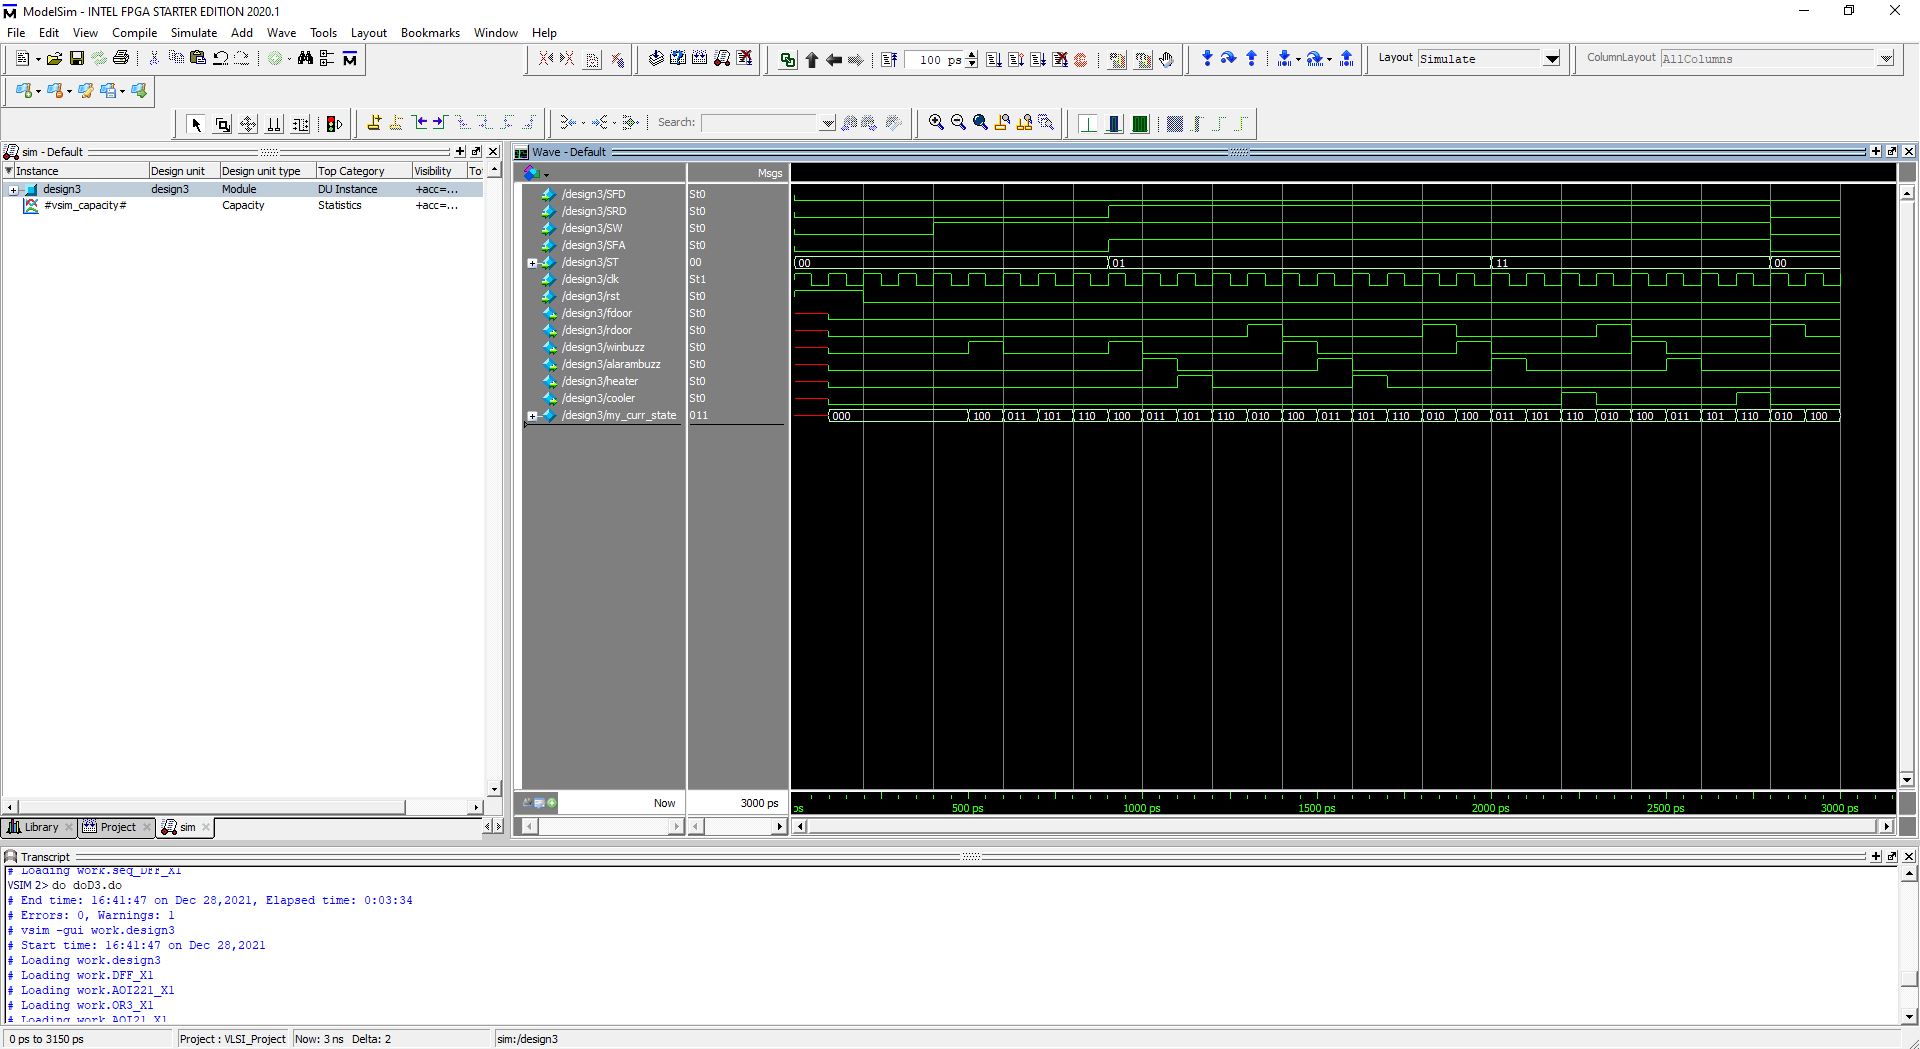 ModelSim - INTEL FPGA STARTER EDITION 2020.1
File Edit View Compile Simulate Add Wave Tools Layout Bookmarks Window Help
100 ps
Layout Simulate
ColumnLayout AllColumns
Search:
sim - Default
Instance Design unit Design unit type Top Category Visibility To
design3 design3 Module DU Instance +acc=...
#vsim_capacity# Capacity Statistics +acc=...
Library Project sim
Wave - Default
Msgs
/design3/SFD St0
/design3/SRD St0
/design3/SW St0
/design3/SFA St0
/design3/ST 00 00 01 11 00
/design3/clk St1
/design3/rst St0
/design3/fdoor St0
/design3/rdoor St0
/design3/winbuzz St0
/design3/alarambuzz St0
/design3/heater St0
/design3/cooler St0
/design3/my_curr_state 011 000 100 011 101 110 100 011 101 110 010 100 011 101 110 010 100 011 101 110 010 100 011 101 110 010 100
Now 3000 ps ps 500 ps 1000 ps 1500 ps 2000 ps 2500 ps 3000 ps
Transcript
# Loading work.seq_DFF_X1
VSIM 2> do doD3.do
# End time: 16:41:47 on Dec 28,2021, Elapsed time: 0:03:34
# Errors: 0, Warnings: 1
# vsim -gui work.design3
# Start time: 16:41:47 on Dec 28,2021
# Loading work.design3
# Loading work.DFF_X1
# Loading work.AOI221_X1
# Loading work.OR3_X1
# Loading work.AOI21_X1
0 ps to 3150 ps Project : VLSI_Project Now: 3 ns Delta: 2 sim:/design3